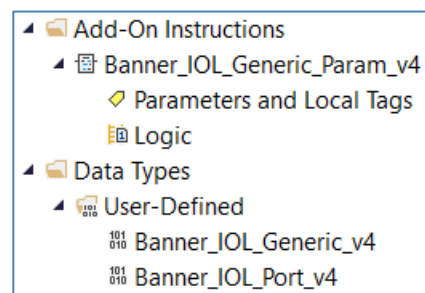 Add-On Instructions
Banner_IOL_Generic_Param_v4
Parameters and Local Tags
Logic
Data Types
User-Defined
Banner_IOL_Generic_v4
Banner_IOL_Port_v4